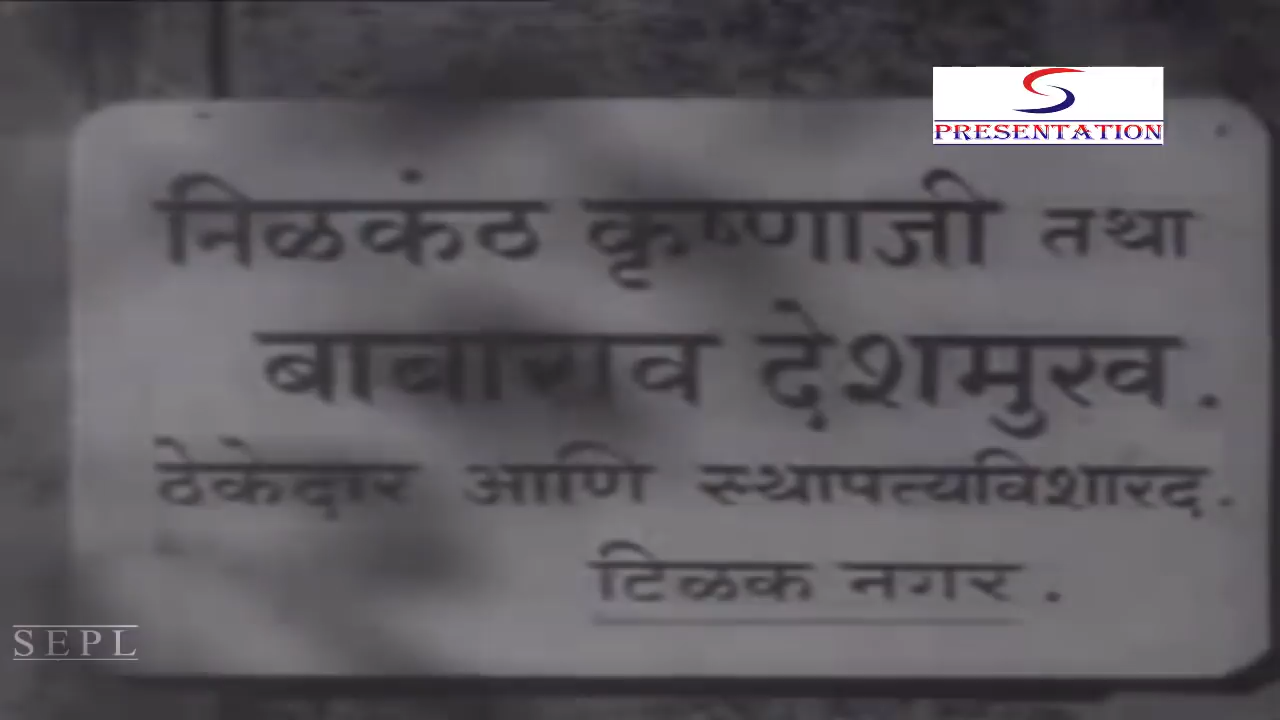 S
PRESENTATION
निळकंठ कृष्णाजी तथा
बाबाराव देशमुख.
ठेकेदार आणि स्थापत्यविशारद.
टिळक नगर.
SEPL